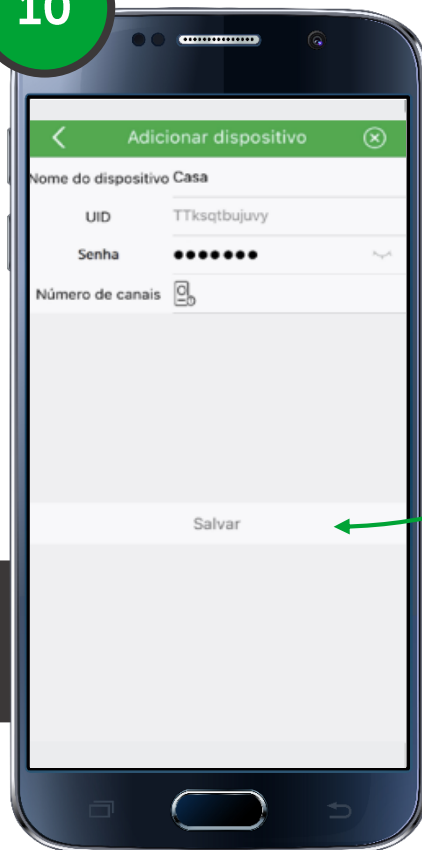 10
Adicionar dispositivo
Nome do dispositivo Casa
UID TTksqtbujuvy
Senha ●●●●●●●
Número de canais
Salvar